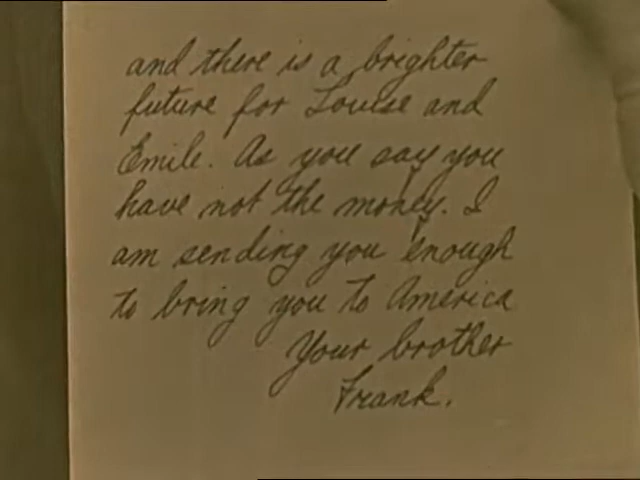 and there is a brighter
future for Louise and
Emile. As you say you
have not the money. I
am sending you enough
to bring you to America
Your brother
Frank.